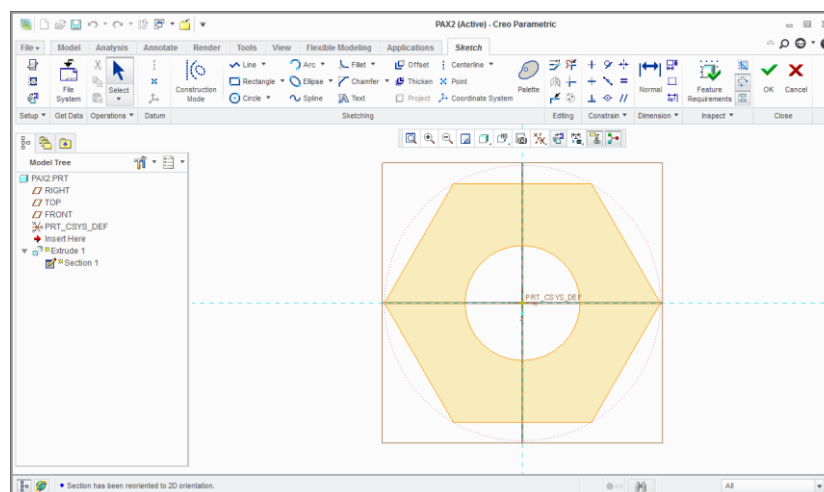 PAX2 (Active) - Creo Parametric
File Model Analysis Annotate Render Tools View Flexible Modeling Applications Sketch
File System
Select
Construction Mode
Line Arc Fillet Offset Centerline
Rectangle Ellipse Chamfer Thicken Point
Circle Spline Text Project Coordinate System
Palette
Normal
Feature Requirements
OK Cancel
Setup Get Data Operations Datum Sketching Editing Constrain Dimension Inspect Close
Model Tree
PAX2.PRT
RIGHT
TOP
FRONT
PRT_CSYS_DEF
Insert Here
Extrude 1
Section 1
PRT_CSYS_DEF
Section has been reoriented to 2D orientation.
All